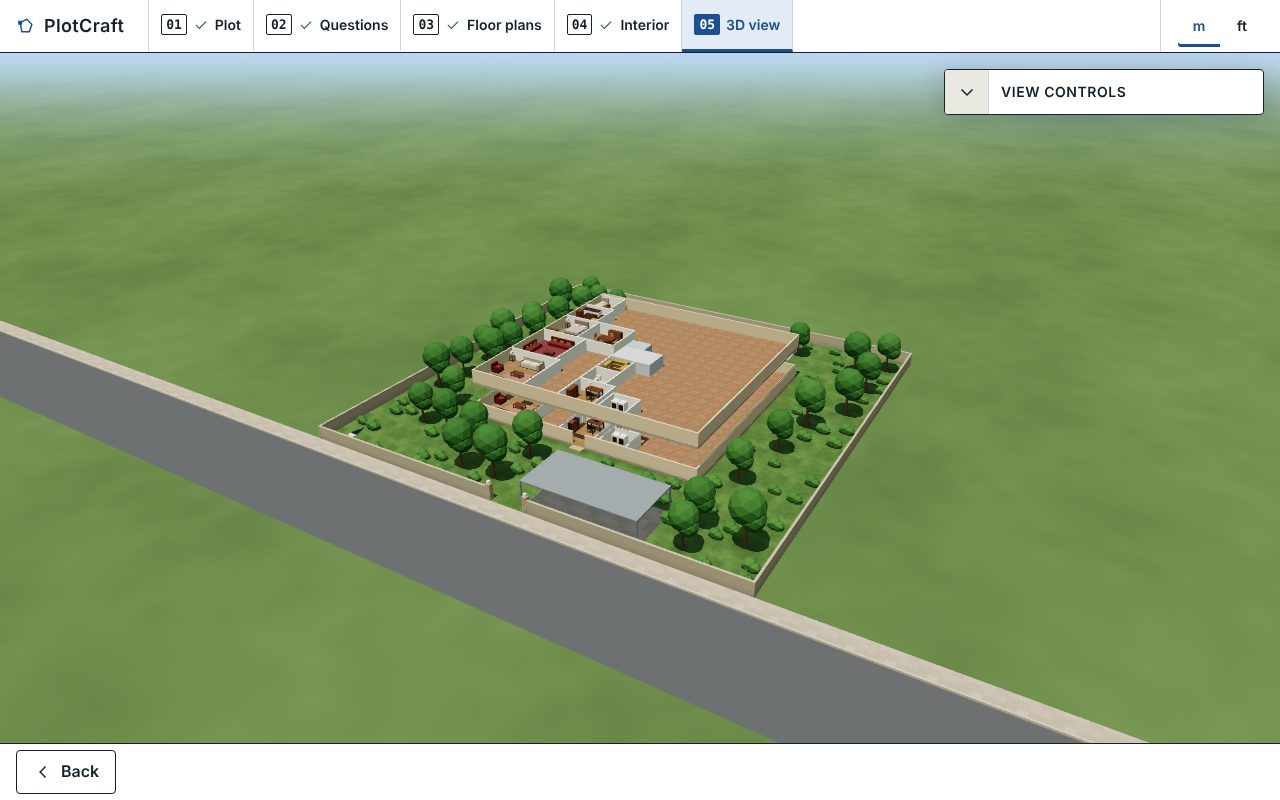 PlotCraft
01 Plot
02 Questions
03 Floor plans
04 Interior
05 3D view
m
ft
VIEW CONTROLS
Back